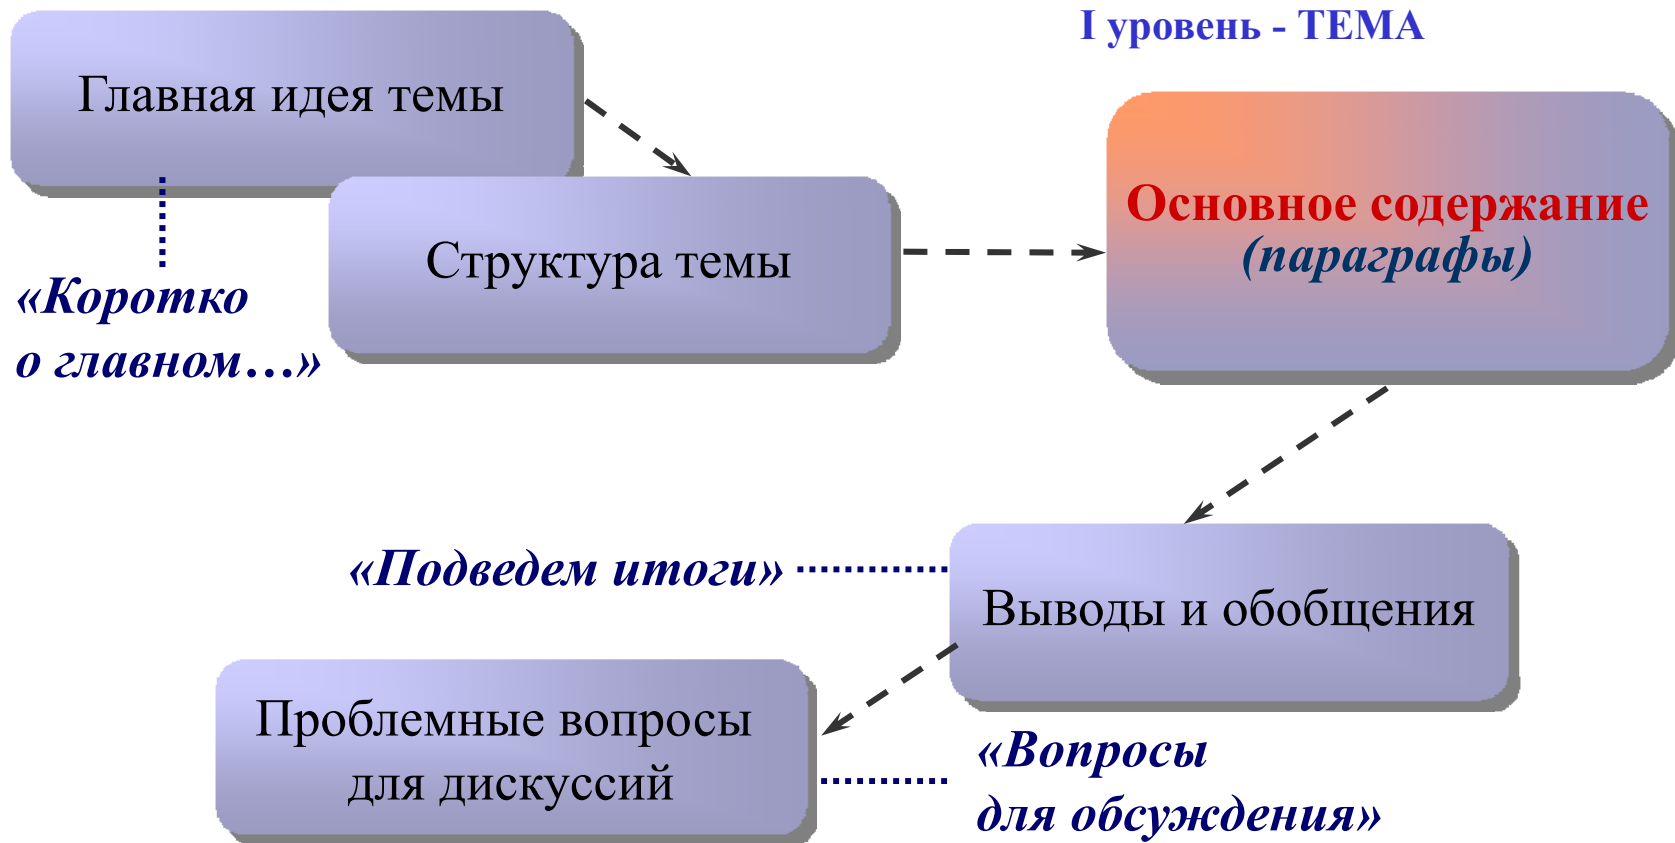 I уровень - ТЕМА
Главная идея темы
Структура темы
Основное содержание
(параграфы)
«Коротко
о главном…»
«Подведем итоги»
Выводы и обобщения
Проблемные вопросы
для дискуссий
«Вопросы
для обсуждения»